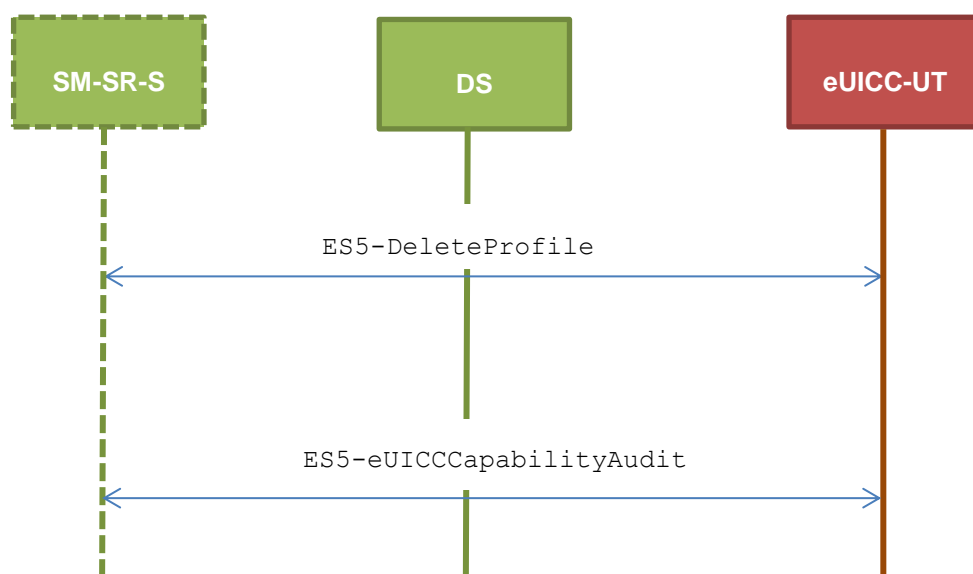 SM-SR-S
DS
eUICC-UT
ES5-DeleteProfile
ES5-eUICCCapabilityAudit